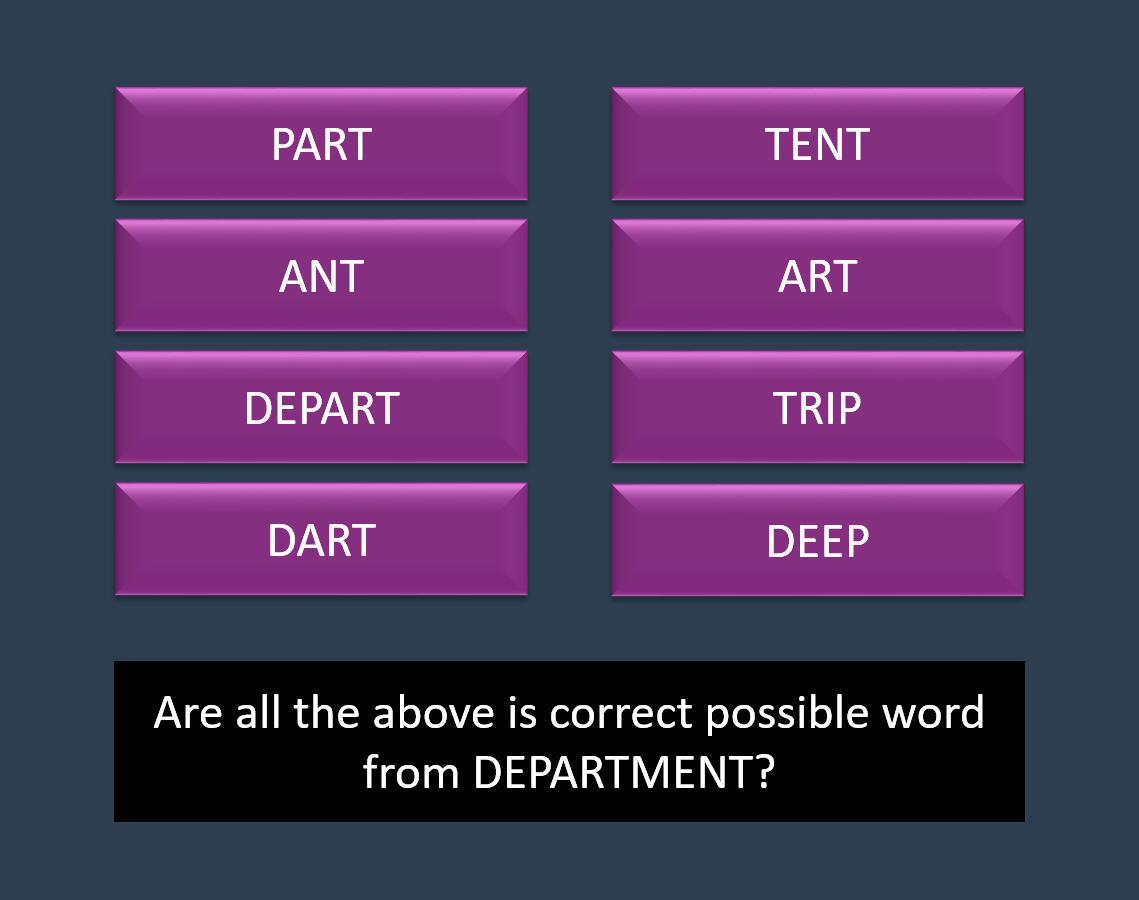 PART
TENT
ANT
ART
DEPART
TRIP
DART
DEEP
Are all the above is correct possible word
from DEPARTMENT?